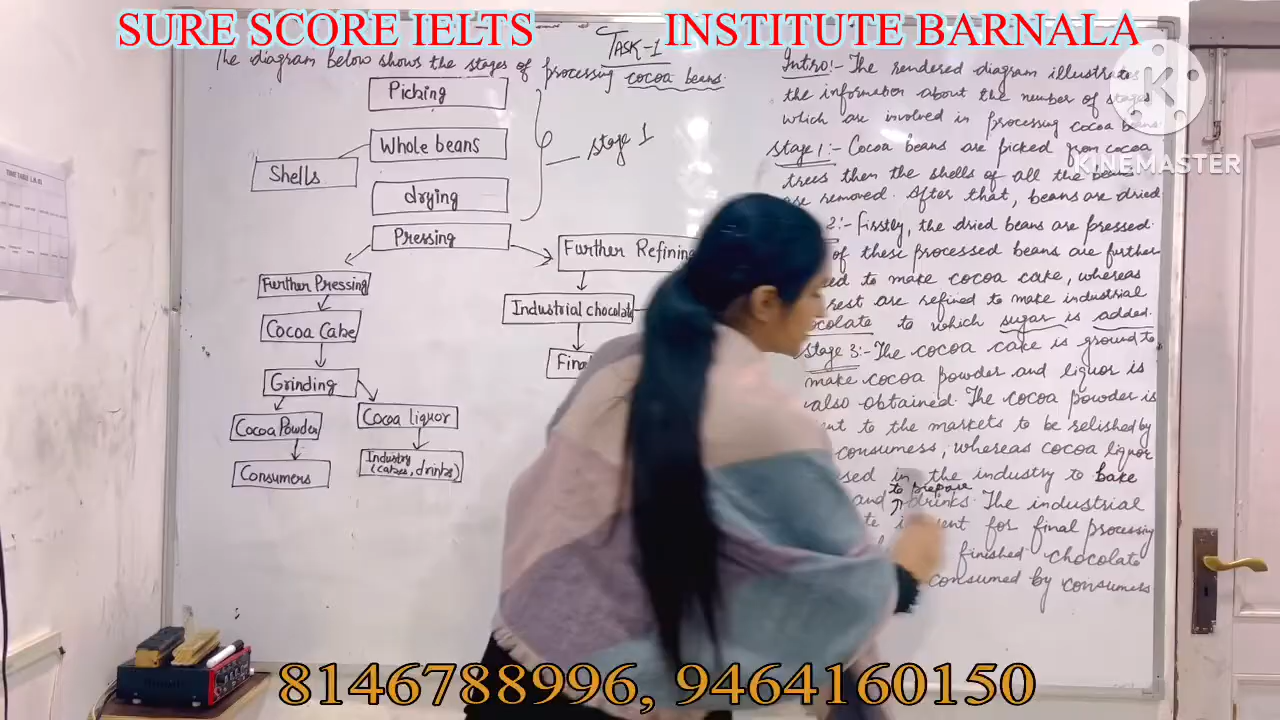 SURE SCORE IELTS INSTITUTE BARNALA
TASK-1
The diagram below shows the stages of processing cocoa beans.
Picking
Whole beans
Shells
drying
Pressing
stage 1
Further Pressing
Cocoa Cake
Grinding
Cocoa Powder
Consumers
Cocoa liquor
Industry
(cakes, drinks)
Further Refining
Industrial chocolate
Intro:- The rendered diagram illustrates
the information about the number of stages
which are involved in processing cocoa beans.
Stage 1:- Cocoa beans are picked from cocoa
trees then the shells of all the beans
are removed. After that, beans are dried
2:- Firstly, the dried beans are pressed.
of these processed beans are further
to make cocoa cake, whereas
rest are refined to make industrial
to which sugar is added.
Stage 3:- The cocoa cake is ground to
make cocoa powder and liquor is
also obtained. The cocoa powder is
to the markets to be relished by
consumess, whereas cocoa liquor
in the industry to bake
to prepare
and drinks. The industrial
for final processing
finished chocolate
consumed by consumess
KINEMASTER
8146788996, 9464160150